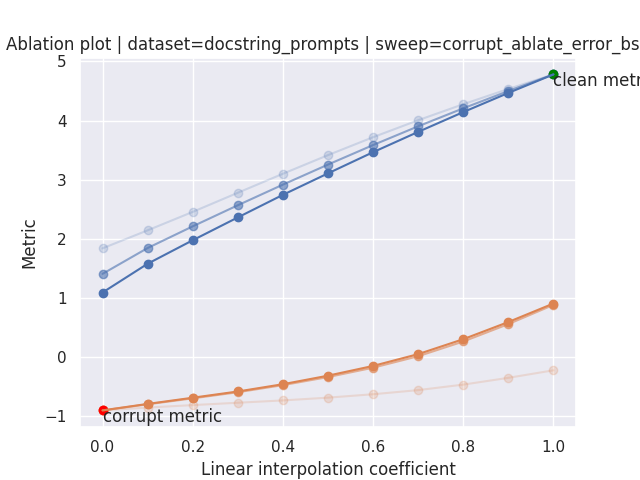 Ablation plot | dataset=docstring_prompts | sweep=corrupt_ablate_error_bs
5
4
3
2
1
0
−1
Metric
clean metr
corrupt metric
0.0 0.2 0.4 0.6 0.8 1.0
Linear interpolation coefficient